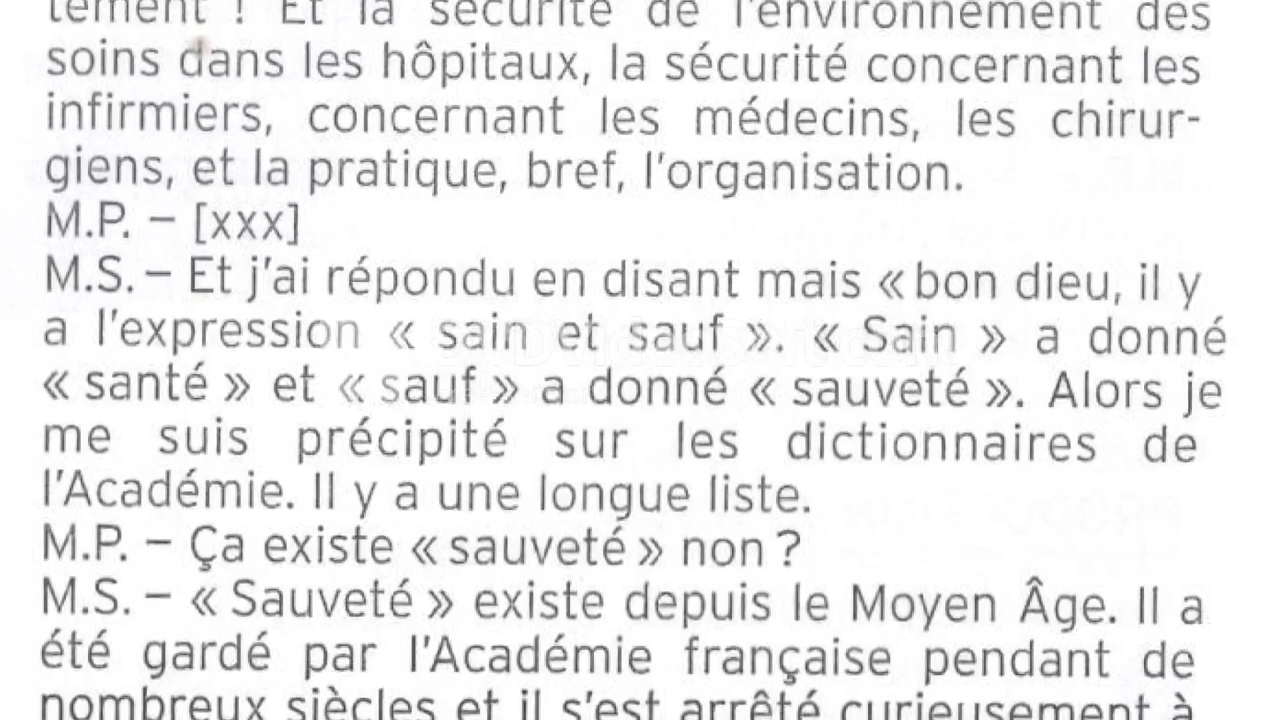 tement ! Et la sécurité de l'environnement des
soins dans les hôpitaux, la sécurité concernant les
infirmiers, concernant les médecins, les chirur-
giens, et la pratique, bref, l'organisation.
M.P. – [xxx]
M.S. – Et j'ai répondu en disant mais « bon dieu, il y
a l'expression « sain et sauf ». « Sain » a donné
« santé » et « sauf » a donné « sauveté ». Alors je
me suis précipité sur les dictionnaires de
l'Académie. Il y a une longue liste.
M.P. – Ça existe « sauveté » non ?
M.S. – « Sauveté » existe depuis le Moyen Âge. Il a
été gardé par l'Académie française pendant de
nombreux siècles et il s'est arrêté curieusement à